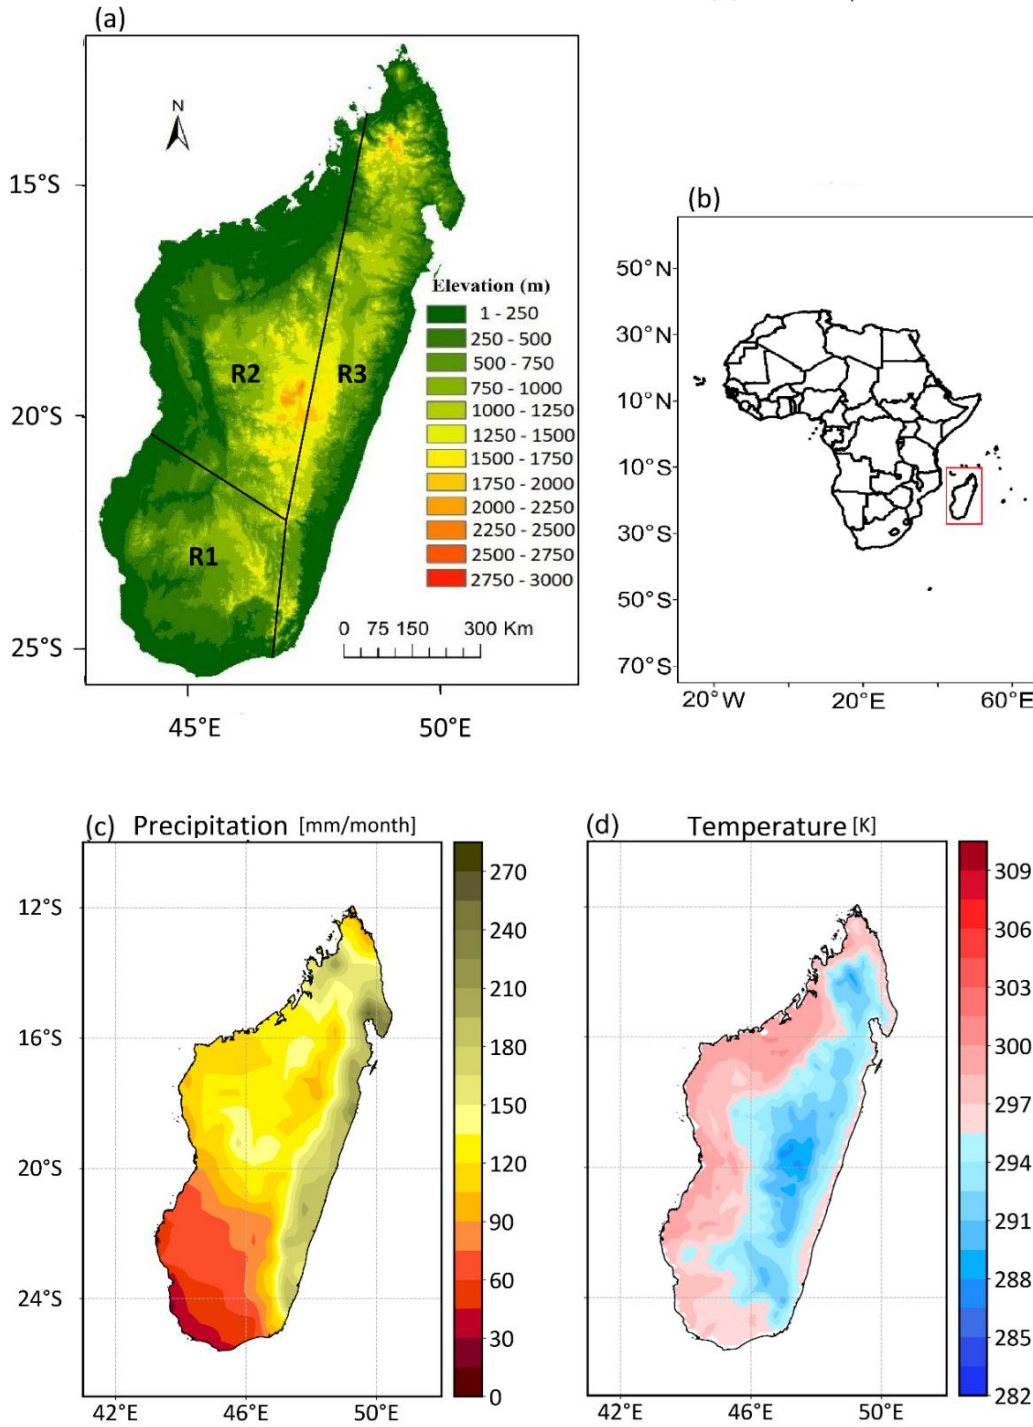 (a)
N
15°S
20°S
25°S
R2
R3
R1
Elevation (m)
1 - 250
250 - 500
500 - 750
750 - 1000
1000 - 1250
1250 - 1500
1500 - 1750
1750 - 2000
2000 - 2250
2250 - 2500
2500 - 2750
2750 - 3000
0 75 150 300 Km
45°E 50°E
(b)
50°N
30°N
10°N
10°S
30°S
50°S
70°S
20°W 20°E 60°E
(c) Precipitation [mm/month]
12°S
16°S
20°S
24°S
42°E 46°E 50°E
270
240
210
180
150
120
90
60
30
0
(d) Temperature [K]
42°E 46°E 50°E
309
306
303
300
297
294
291
288
285
282